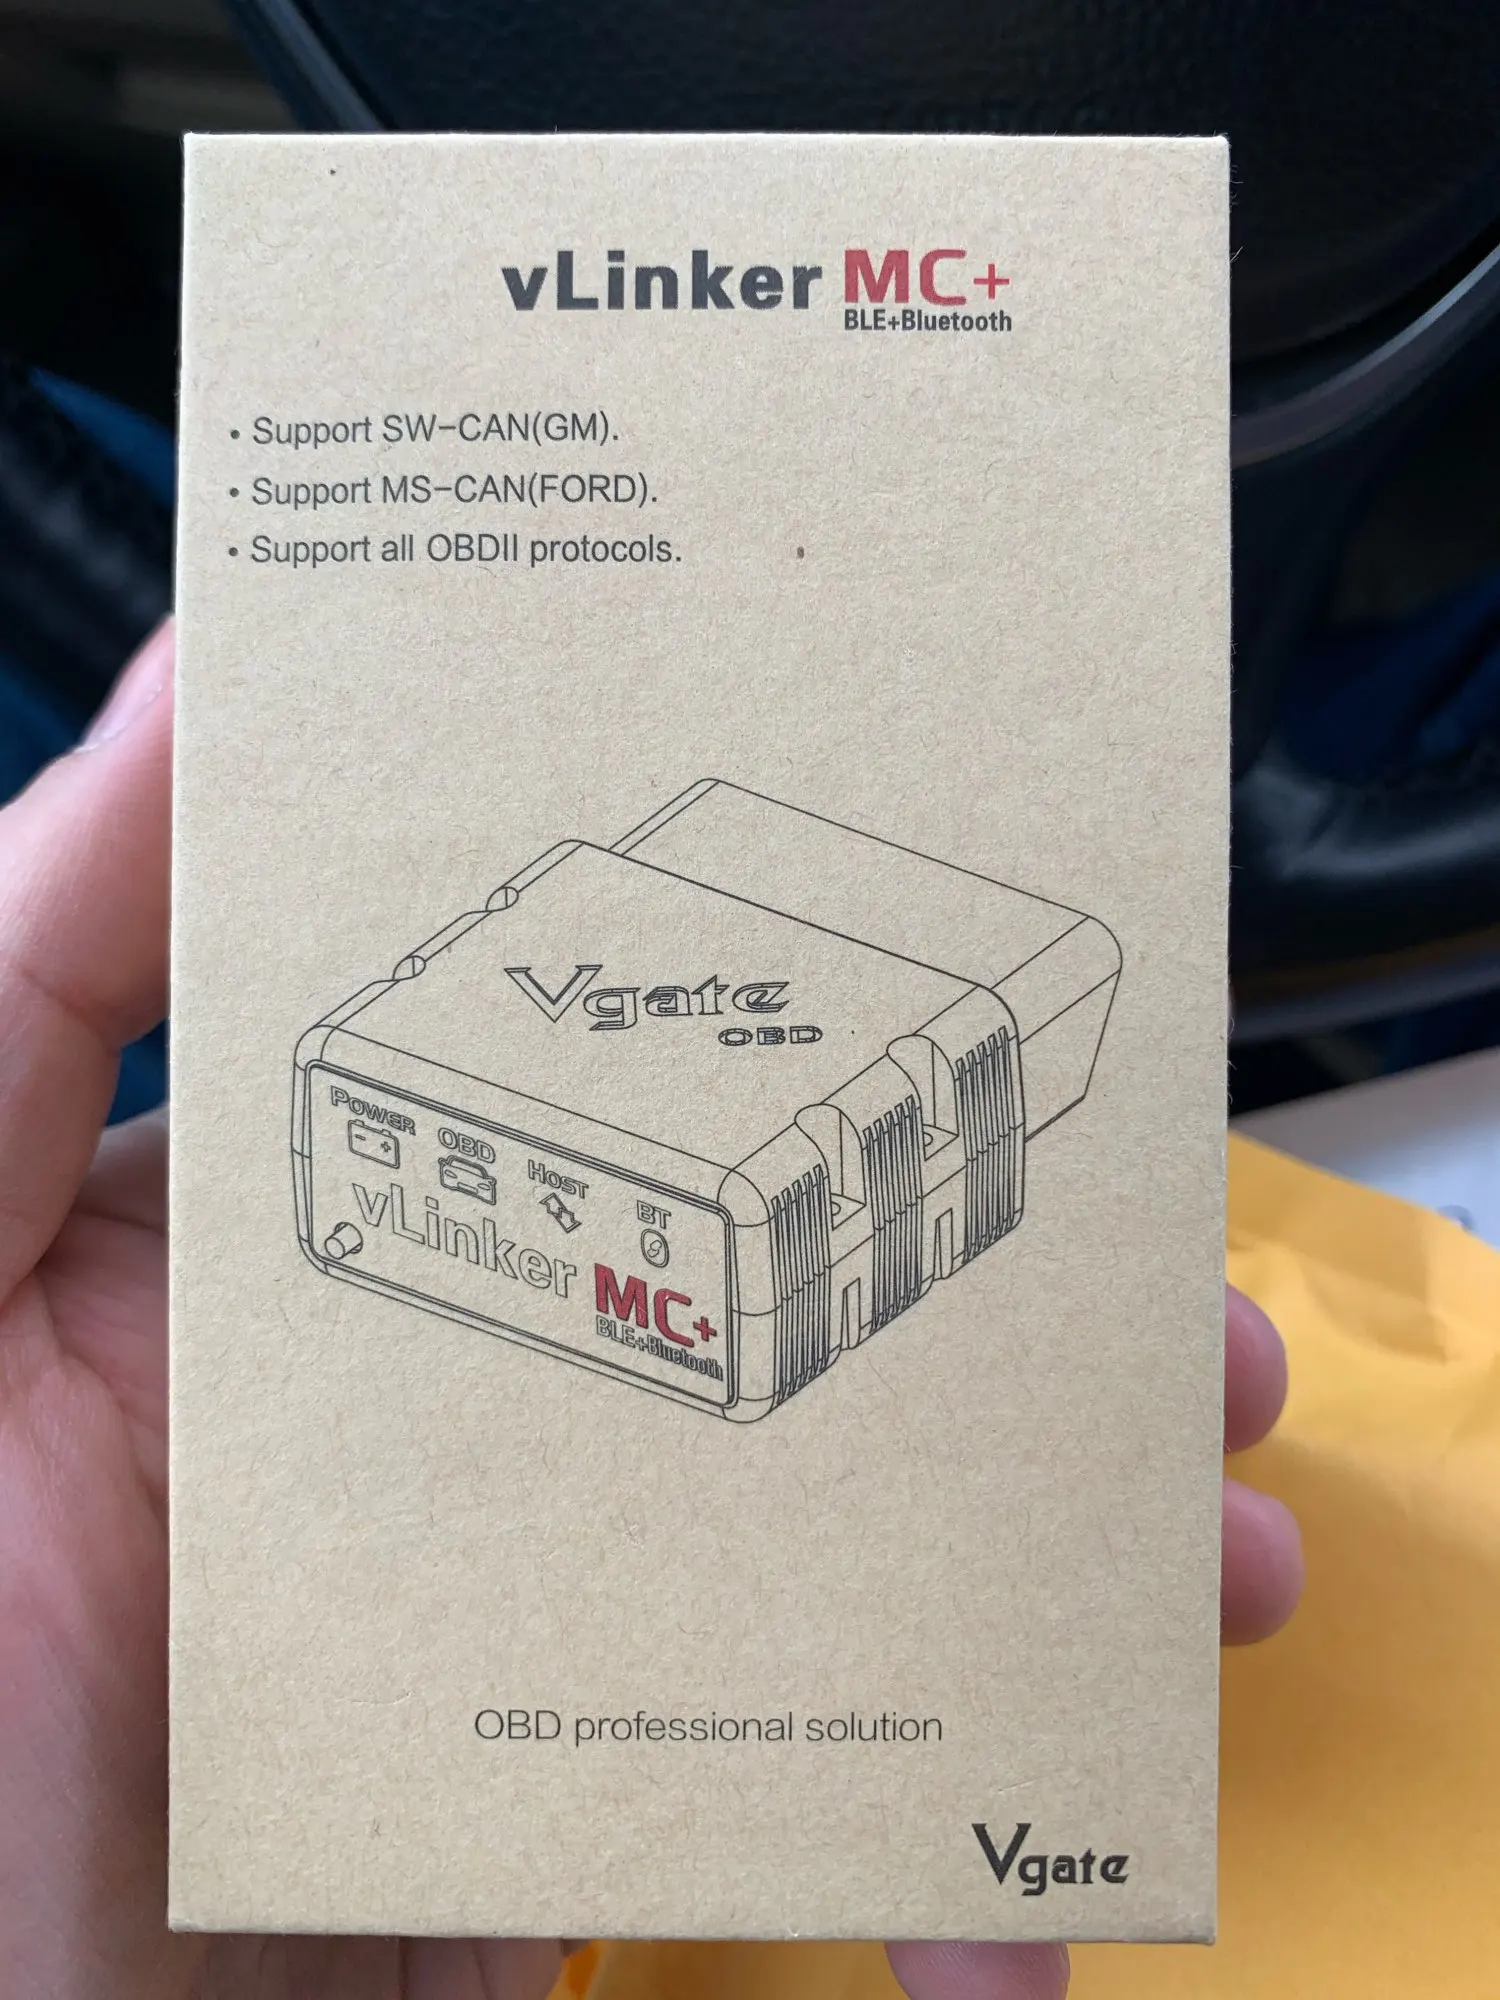 vLinker MC+
BLE+Bluetooth
• Support SW-CAN(GM).
• Support MS-CAN(FORD).
• Support all OBDII protocols.
Vgate
OBD
POWER OBD HOST BT
vLinker MC+
BLE+Bluetooth
OBD professional solution
Vgate